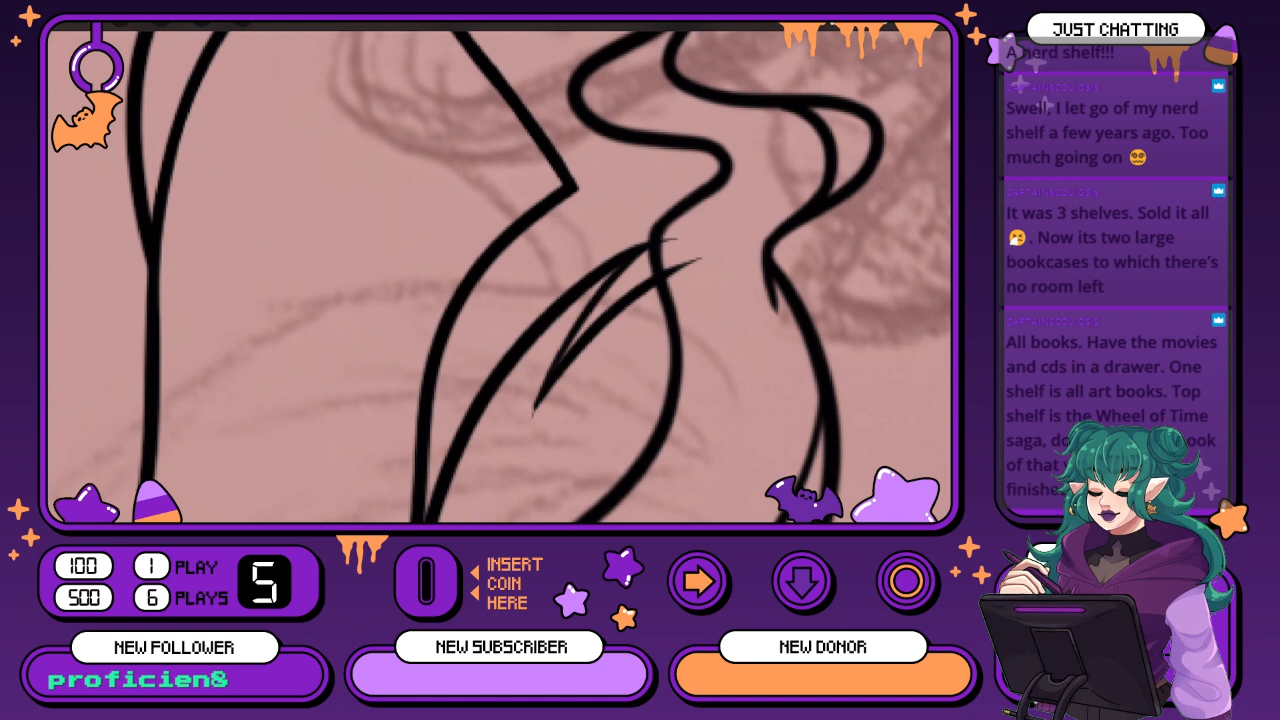 JUST CHATTING
A nerd shelf!!!
Swell, I let go of my nerd
shelf a few years ago. Too
much going on
It was 3 shelves. Sold it all
. Now its two large
bookcases to which there's
no room left
All books. Have the movies
and cds in a drawer. One
shelf is all art books. Top
shelf is the Wheel of Time
saga,
of that
100
1 PLAY
500
6 PLAYS
5
INSERT
COIN
HERE
NEW FOLLOWER
proficien&
NEW SUBSCRIBER
NEW DONOR